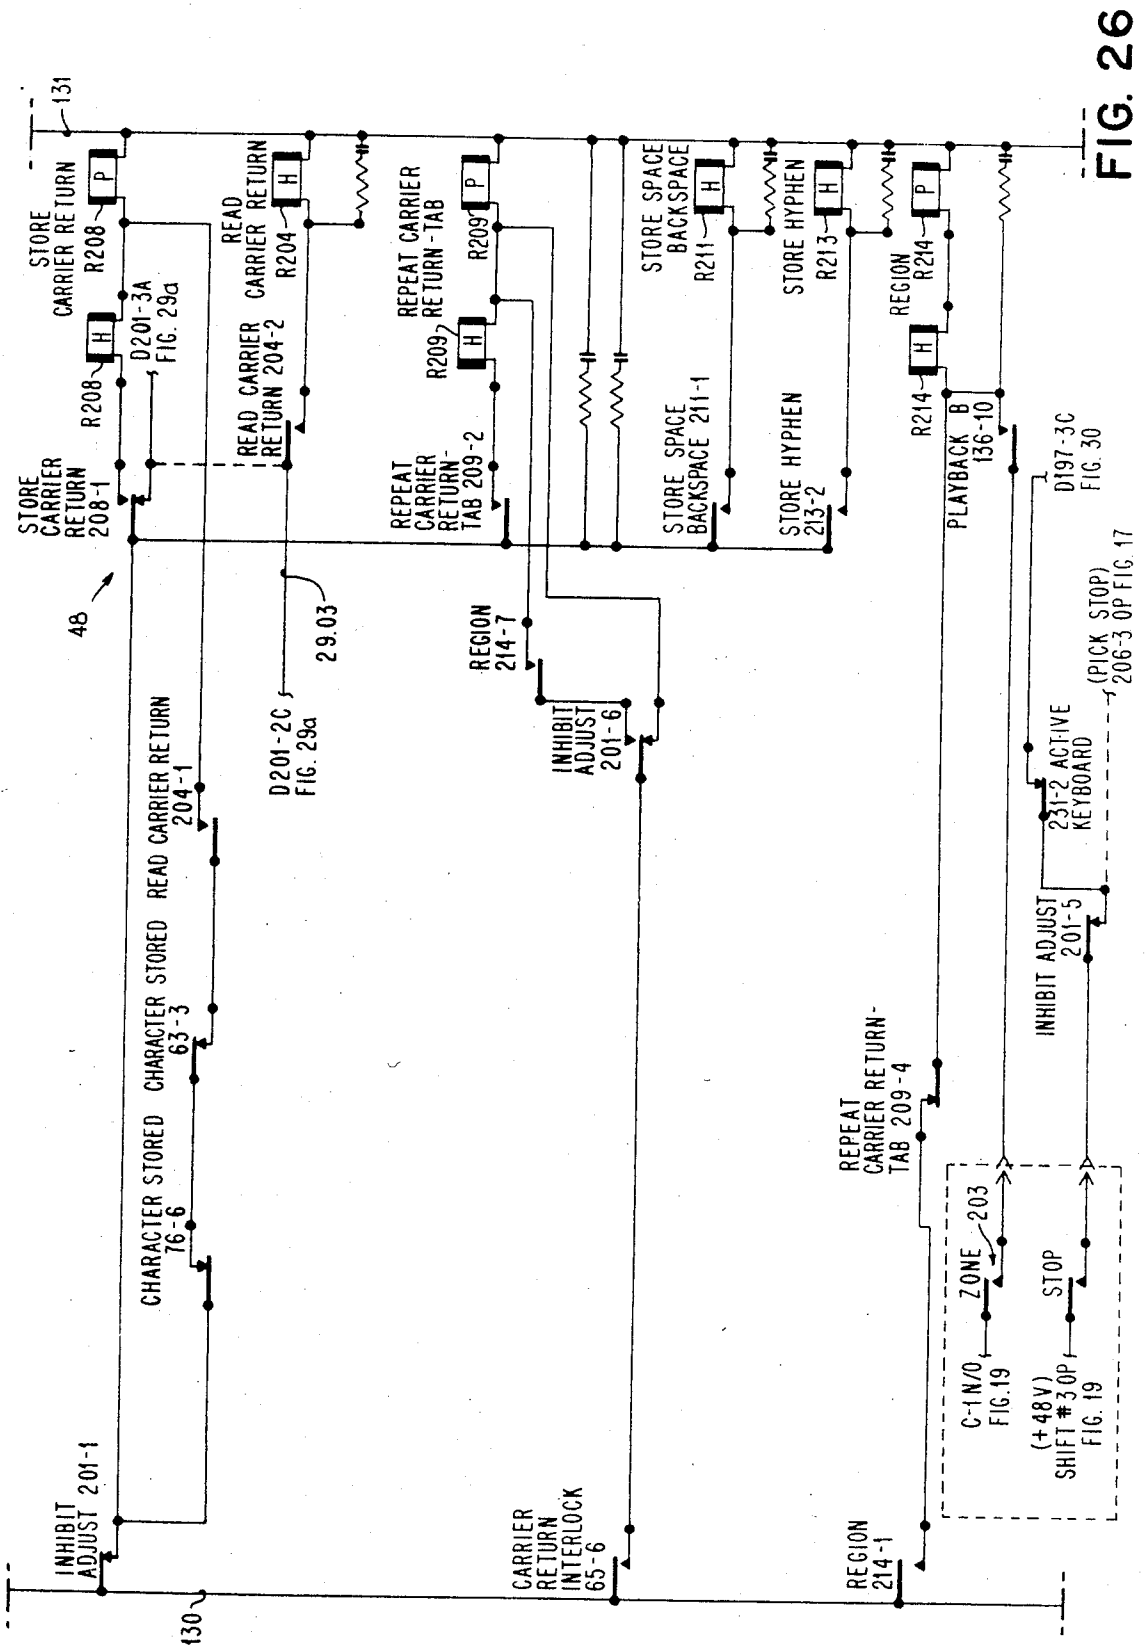 INHIBIT
ADJUST 201-1
130
CHARACTER STORED
76-6
CHARACTER STORED
63-3
READ CARRIER RETURN
204-1
48
STORE
CARRIER
RETURN
208-1
R208
H
D201-3A
FIG. 29a
STORE
CARRIER RETURN
R208
P
131
D201-2C
FIG. 29a
29.03
READ CARRIER
RETURN 204-2
READ
CARRIER RETURN
R204
H
CARRIER
RETURN
INTERLOCK
65-6
INHIBIT
ADJUST
201-6
REGION
214-7
REPEAT
CARRIER
RETURN-
TAB 209-2
R209
H
REPEAT CARRIER
RETURN-TAB
R209
P
STORE SPACE
BACKSPACE 211-1
STORE SPACE
BACKSPACE
R211
H
STORE HYPHEN
213-2
STORE HYPHEN
R213
H
REGION
214-1
REPEAT
CARRIER RETURN-
TAB 209-4
R214
H
REGION
R214
P
PLAYBACK B
136-10
C-1 N/O
FIG. 19
ZONE
203
(+48V)
SHIFT #3 OP
FIG. 19
STOP
INHIBIT ADJUST
201-5
231-2 ACTIVE
KEYBOARD
D197-3C
FIG. 30
(PICK STOP)
206-3 OP FIG. 17
FIG. 26